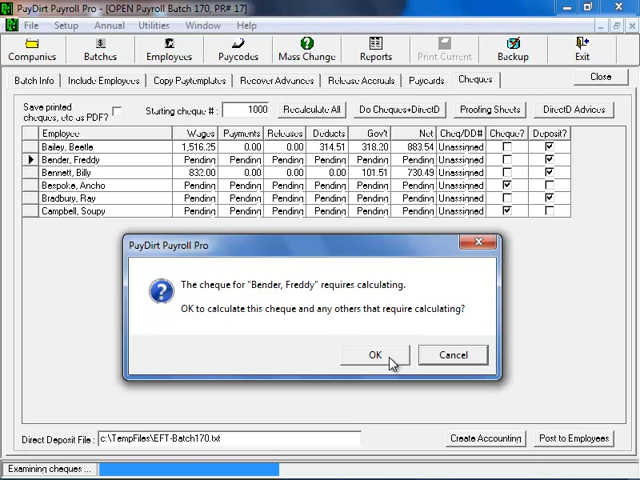 PayDirt Payroll Pro - [OPEN Payroll Batch 170, PR# 17]
File Setup Annual Utilities Window Help
Companies Batches Employees Paycodes Mass Change Reports Print Current Backup Exit
Batch Info Include Employees Copy Paytemplates Recover Advances Release Accruals Paycards Cheques Close
Save printed
cheques, etc as PDF? Starting cheque #: 1000 Recalculate All Do Cheques+DirectD Proofing Sheets DirectD Advices
Employee Wages Payments Releases Deducts Gov't Net Cheq/DD# Cheque? Deposit?
Bailey, Beetle 1,516.25 0.00 0.00 314.51 318.20 883.54 Unassigned
Bender, Freddy Pending Pending Pending Pending Pending Pending Unassigned
Bennett, Billy 832.00 0.00 0.00 0.00 101.51 730.49 Unassigned
Bespoke, Ancho Pending Pending Pending Pending Pending Pending Unassigned
Bradbury, Ray Pending Pending Pending Pending Pending Pending Unassigned
Campbell, Soupy Pending Pending Pending Pending Pending Pending Unassigned
PayDirt Payroll Pro
The cheque for "Bender, Freddy" requires calculating.
OK to calculate this cheque and any others that require calculating?
OK Cancel
Direct Deposit File : c:\TempFiles\EFT-Batch170.txt Create Accounting Post to Employees
Examining cheques ...